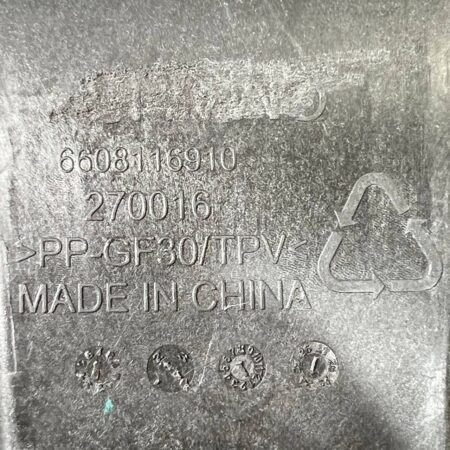 6608116910
270016
>PP-GF30/TPV<
MADE IN CHINA